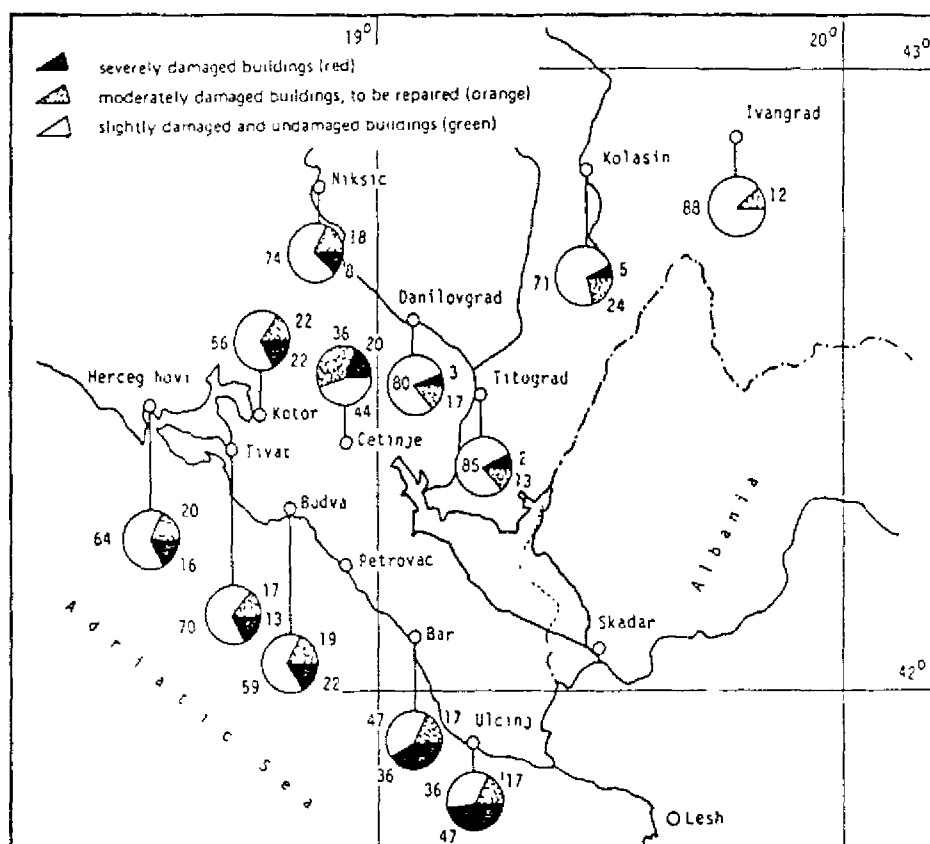 19°
20°
43°
severely damaged buildings (red)
moderately damaged buildings, to be repaired (orange)
slightly damaged and undamaged buildings (green)
Ivangrad
88
12
Kolasin
71
5
24
Niksic
74
18
8
Danilovgrad
80
3
17
Titograd
85
2
13
56
22
22
Kotor
36
20
44
Cetinje
Herceg Novi
64
20
16
Tivat
70
17
13
Budva
59
19
22
Petrovac
Bar
47
17
36
Ulcinj
36
17
47
Skadar
42°
Lesh
Albania
Adriatic Sea